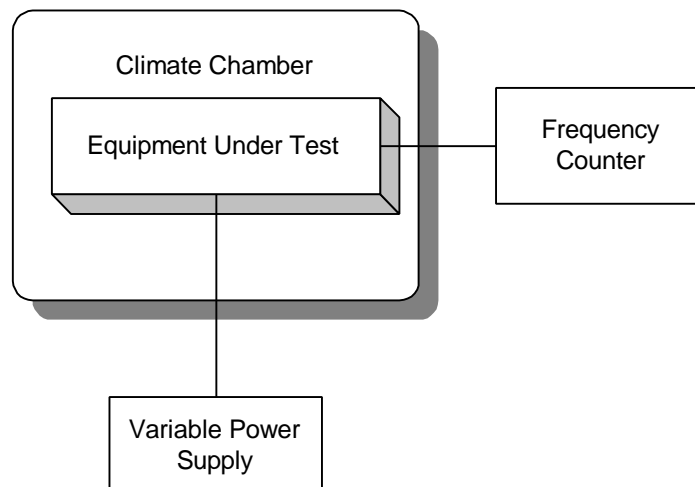 Climate Chamber
Equipment Under Test
Frequency
Counter
Variable Power
Supply